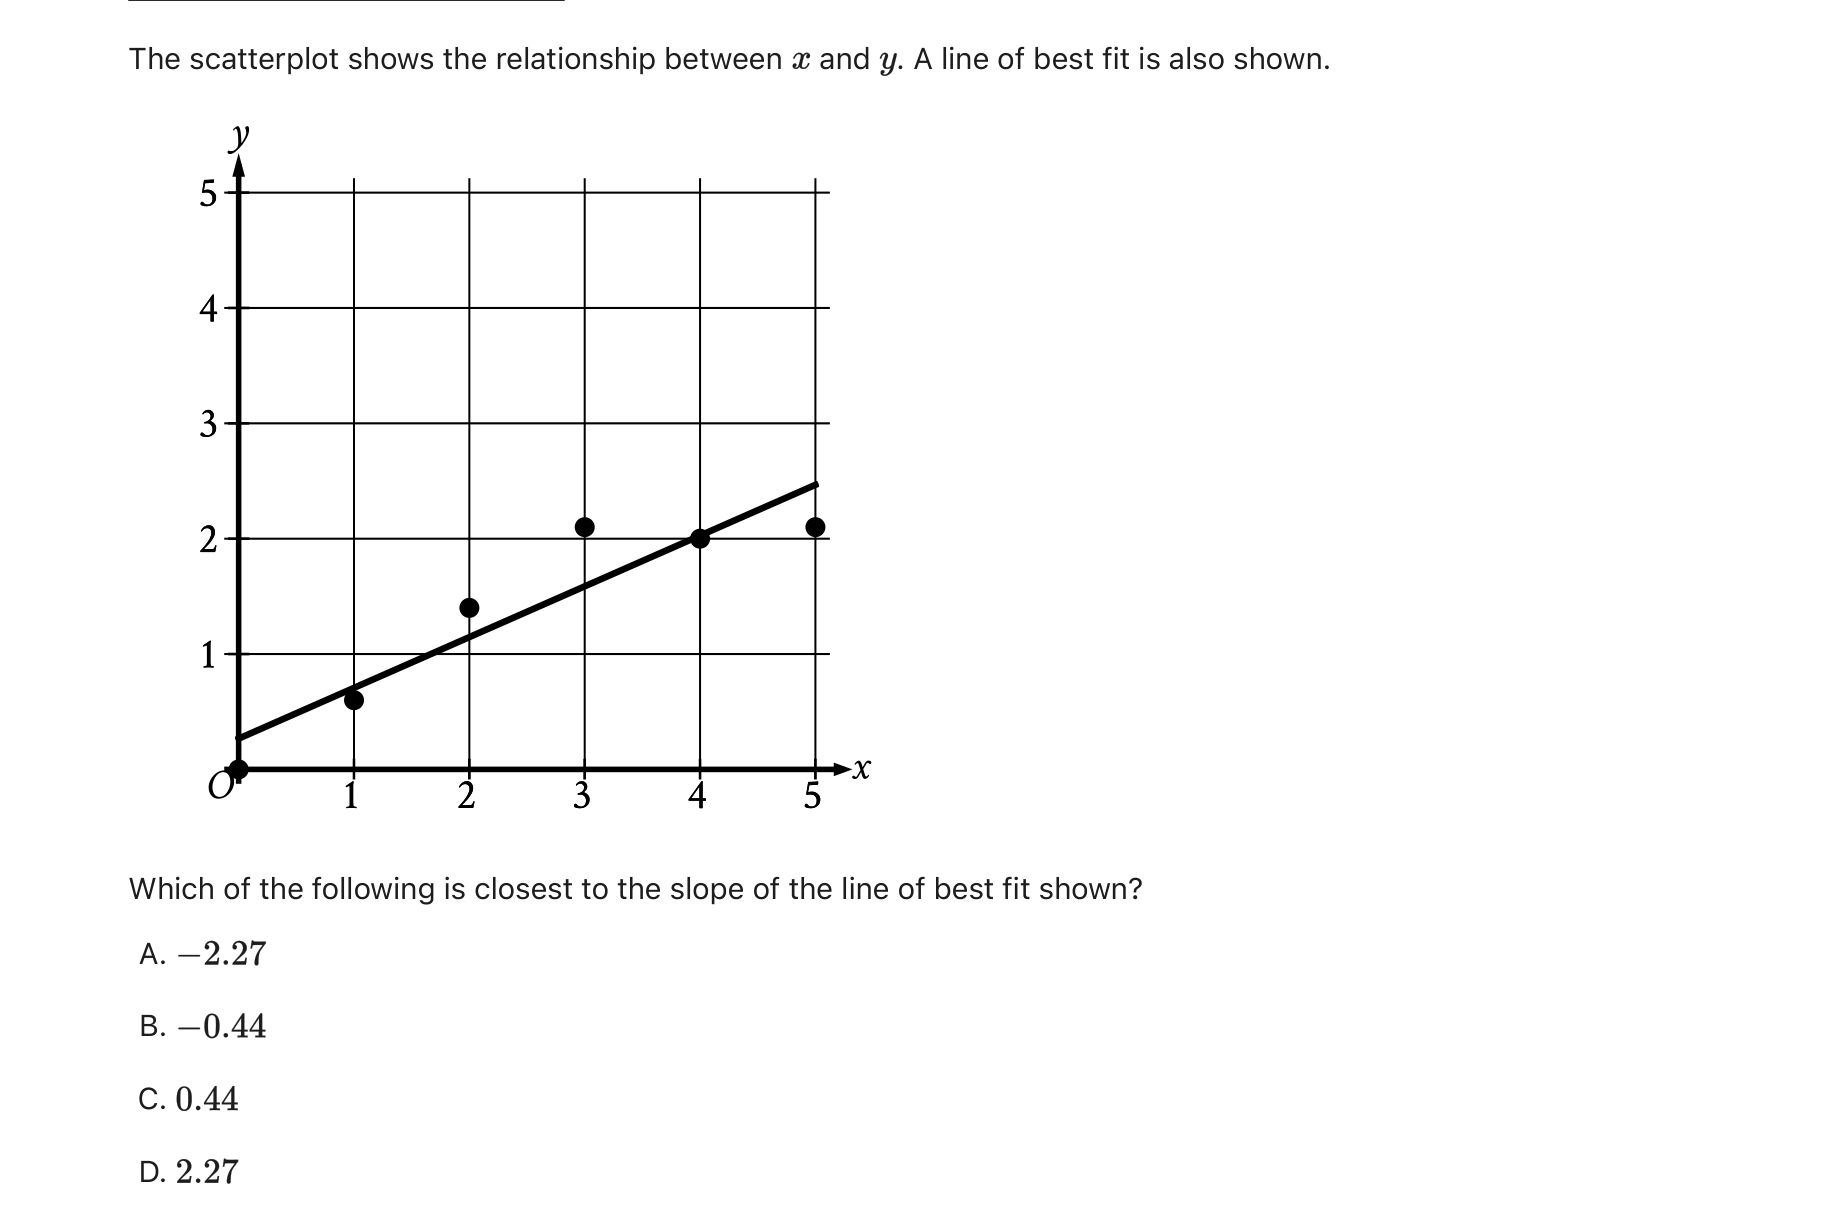 The scatterplot shows the relationship between x and y. A line of best fit is also shown.
y
5
4
3
2
1
O
1 2 3 4 5
x
Which of the following is closest to the slope of the line of best fit shown?
A. −2.27
B. −0.44
C. 0.44
D. 2.27